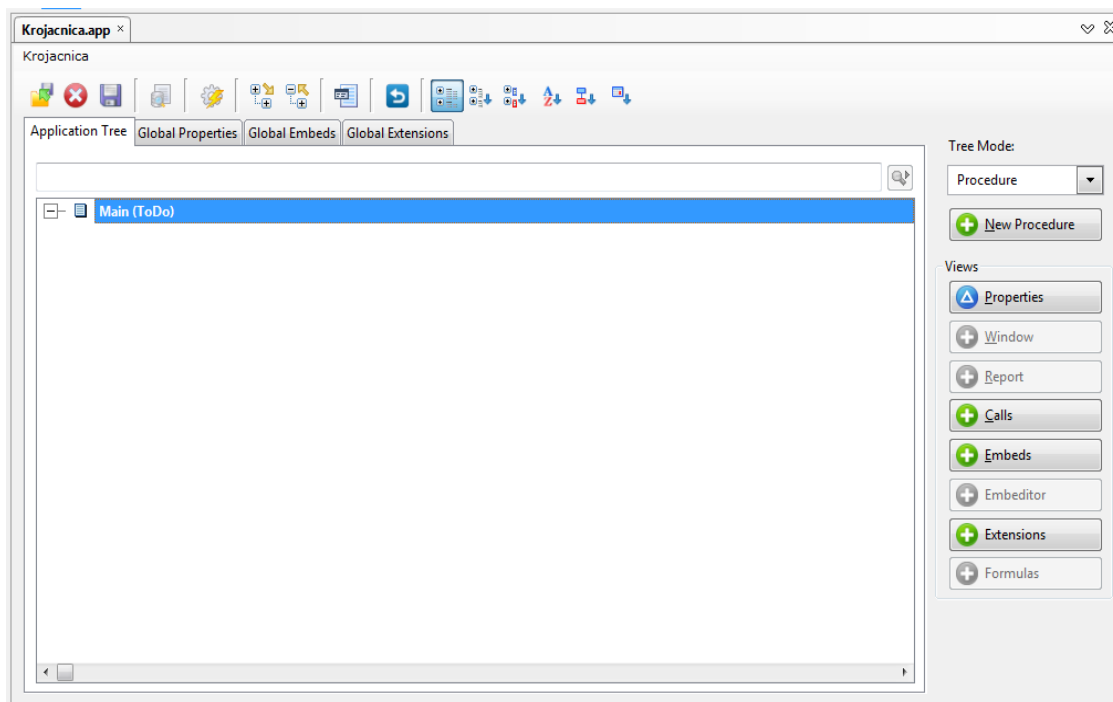 Krojacnica.app
Krojacnica
Application Tree Global Properties Global Embeds Global Extensions
Main (ToDo)
Tree Mode:
Procedure
New Procedure
Views
Properties
Window
Report
Calls
Embeds
Embeditor
Extensions
Formulas